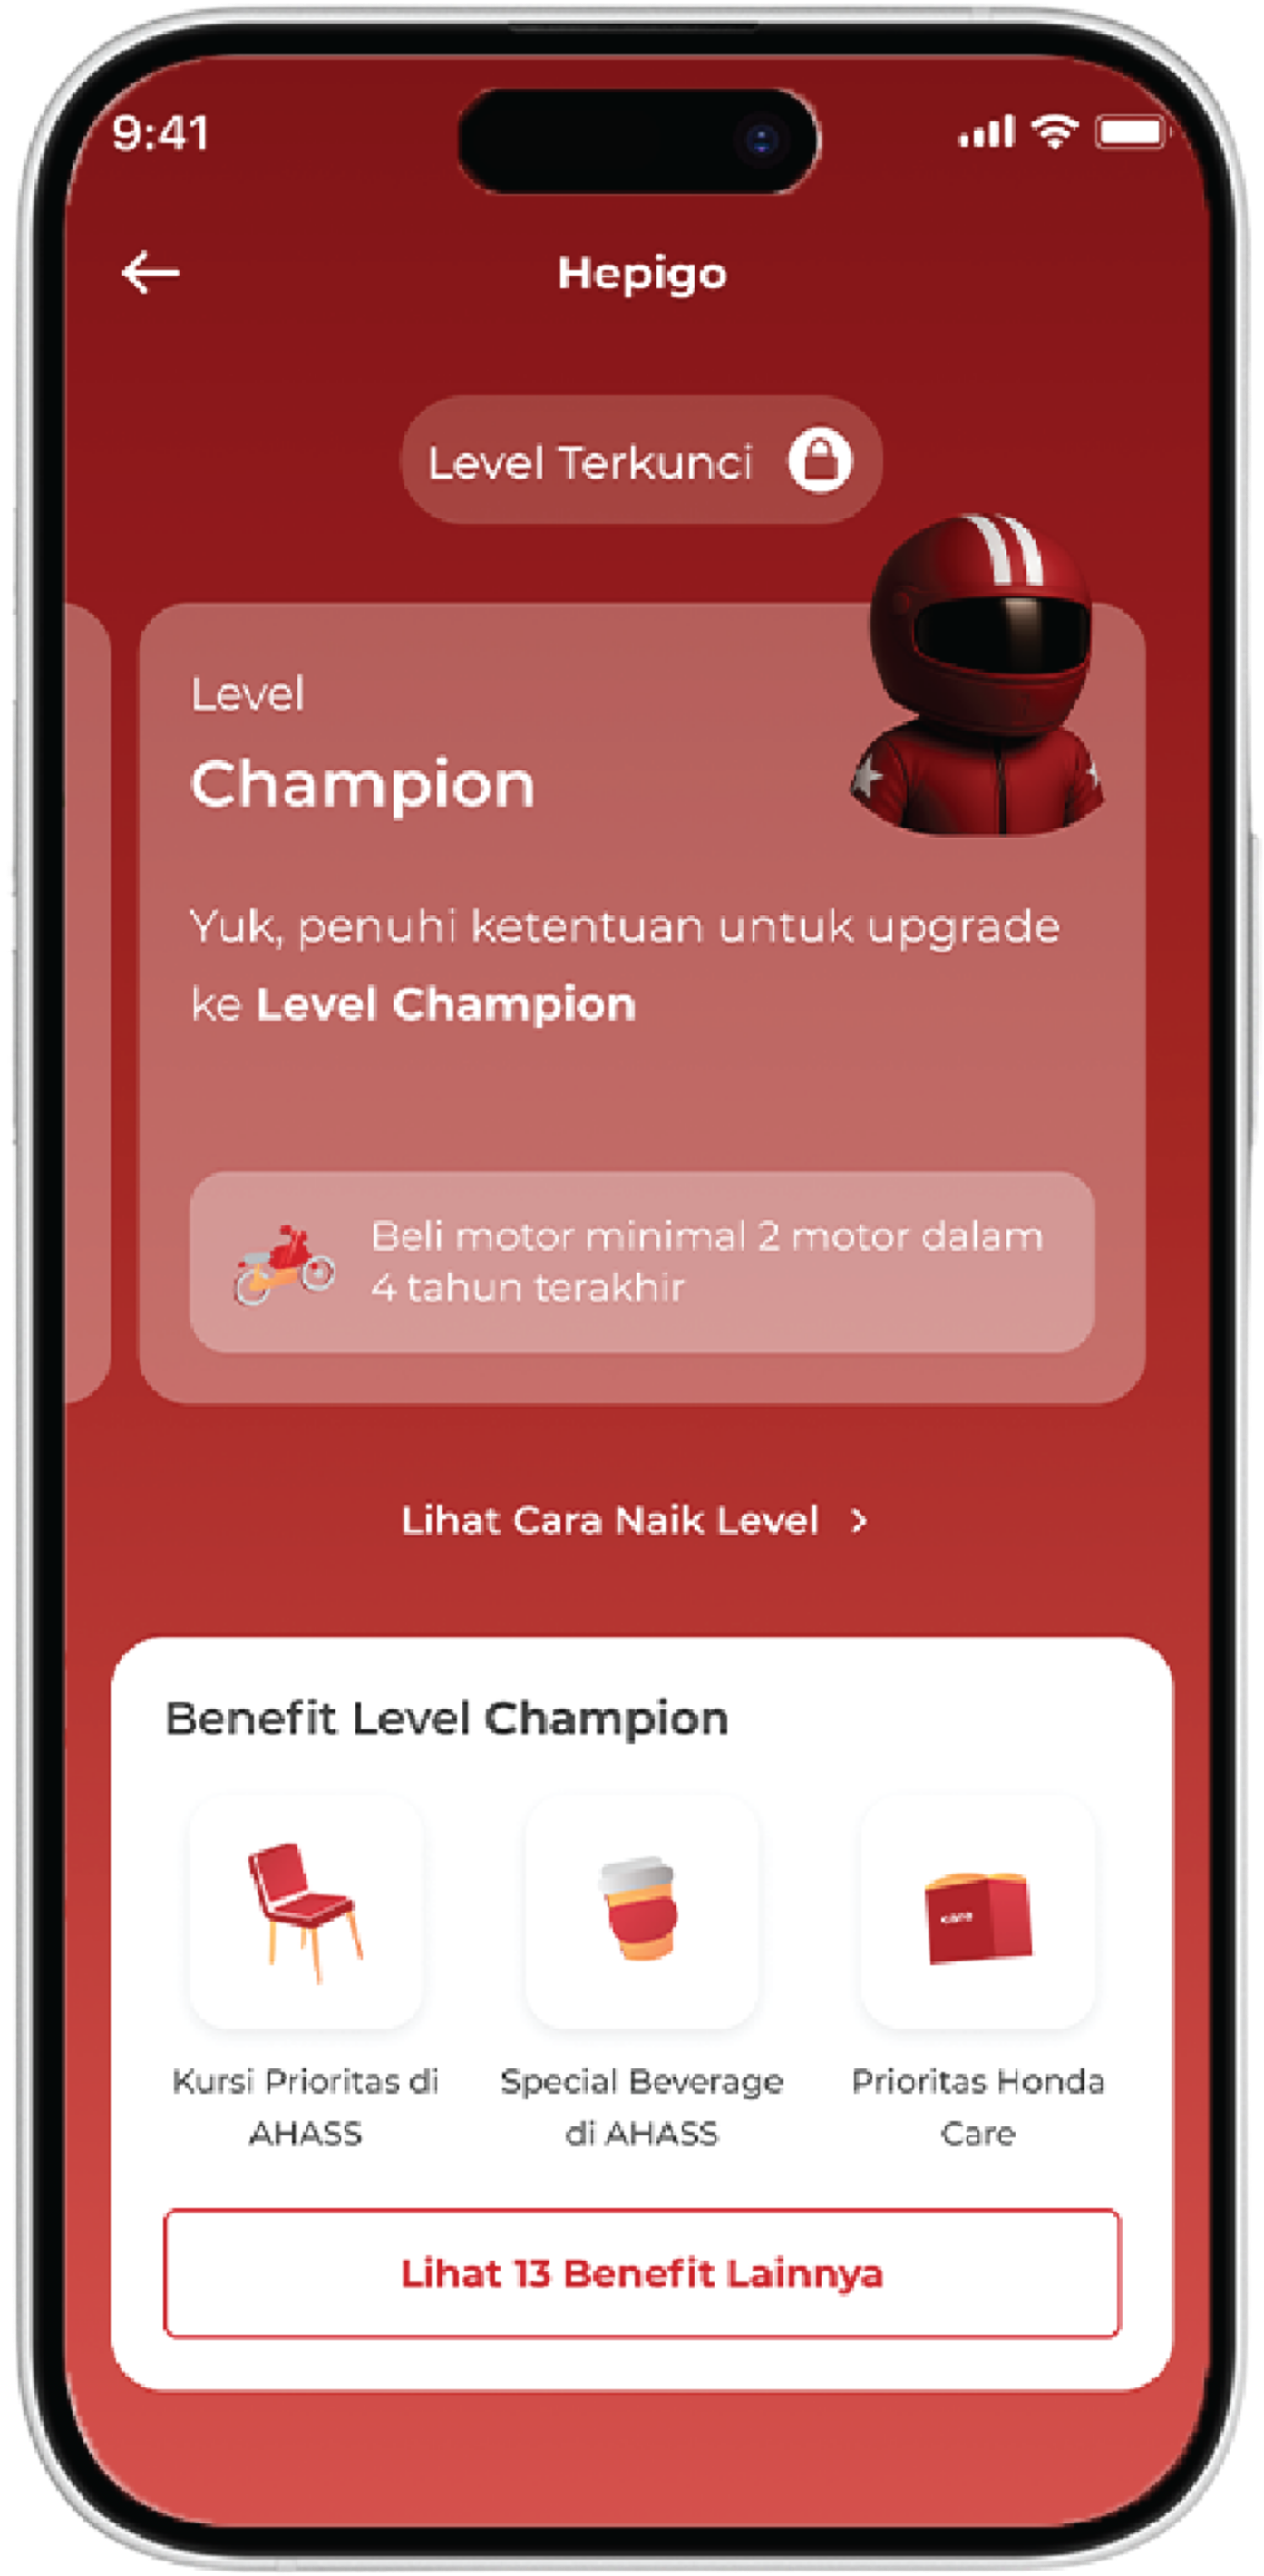 9:41
Hepigo
Level Terkunci
Level
Champion
Yuk, penuhi ketentuan untuk upgrade
ke Level Champion
Beli motor minimal 2 motor dalam
4 tahun terakhir
Lihat Cara Naik Level
Benefit Level Champion
care
Kursi Prioritas di
AHASS
Special Beverage
di AHASS
Prioritas Honda
Care
Lihat 13 Benefit Lainnya